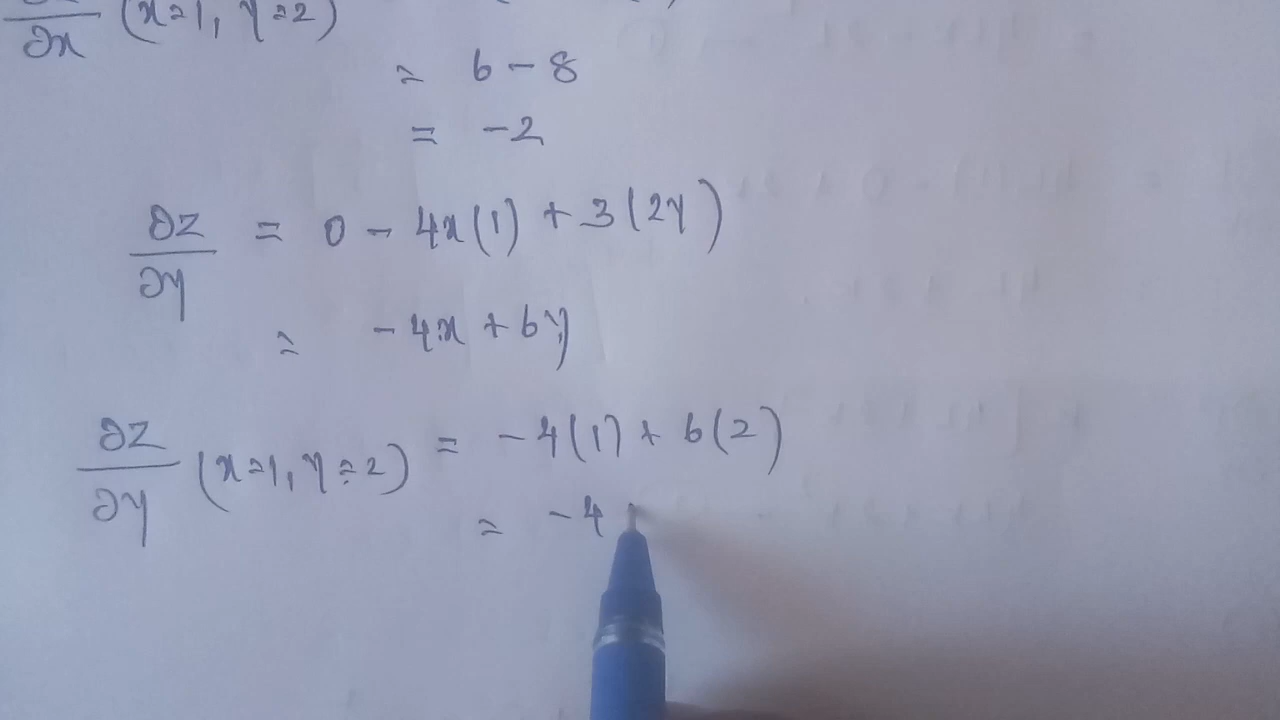 ∂x (x=1, y=2)
= 6 - 8
= -2
∂z/∂y = 0 - 4x(1) + 3(2y)
= -4x + 6y
∂z/∂y (x=1, y=2) = -4(1) + 6(2)
= -4